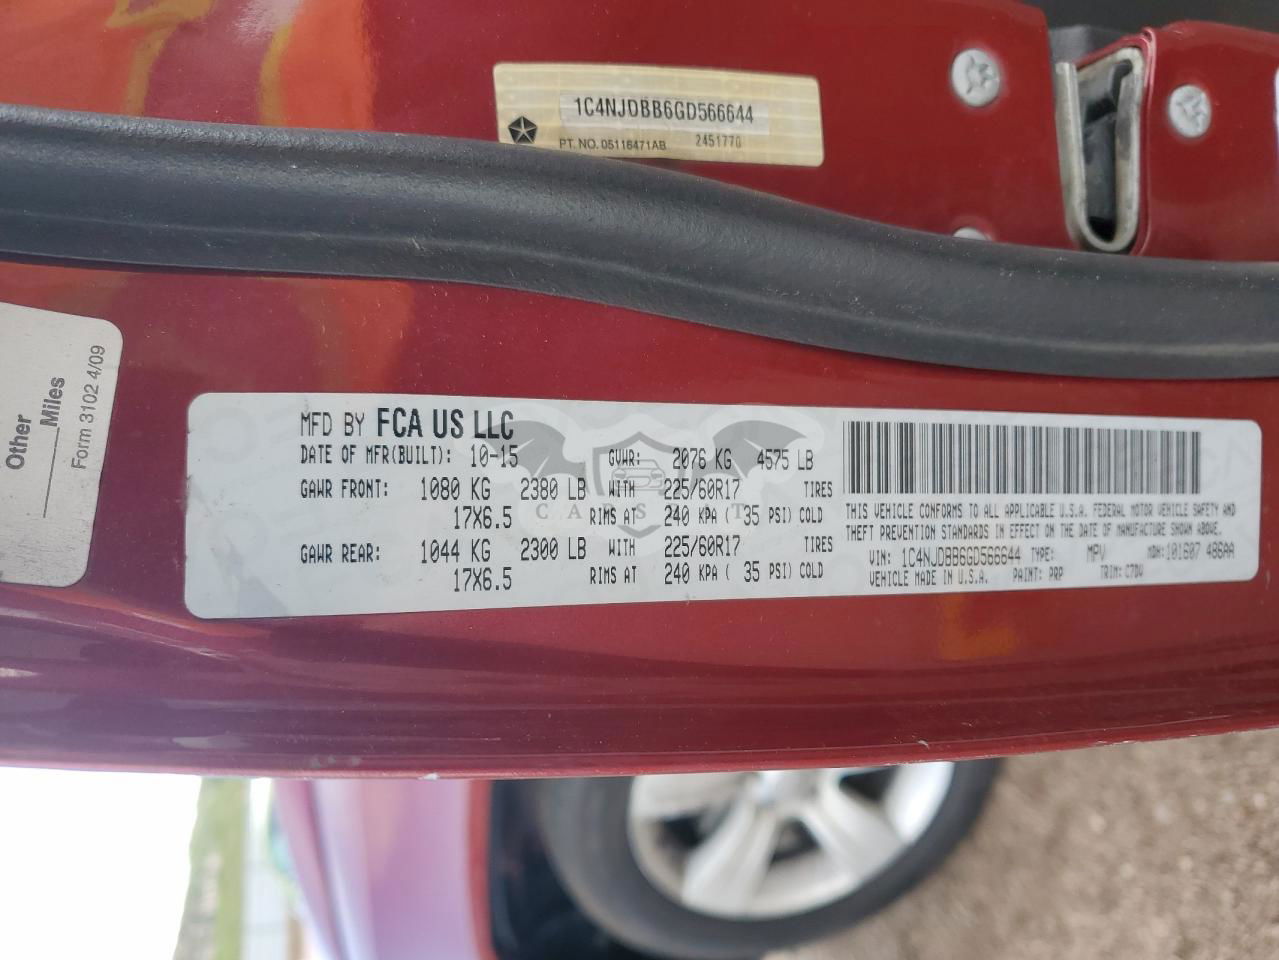 1C4NJDBB6GD566644
PT. NO. 05116471AB 2451770
Other
Miles
Form 3102 4/09
MFD BY FCA US LLC
DATE OF MFR(BUILT): 10-15 GVWR: 2076 KG 4575 LB
GAWR FRONT: 1080 KG 2380 LB WITH 225/60R17 TIRES
17X6.5 RIMS AT 240 KPA ( 35 PSI) COLD
GAWR REAR: 1044 KG 2300 LB WITH 225/60R17 TIRES
17X6.5 RIMS AT 240 KPA ( 35 PSI) COLD
THIS VEHICLE CONFORMS TO ALL APPLICABLE U.S.A. FEDERAL MOTOR VEHICLE SAFETY AND
THEFT PREVENTION STANDARDS IN EFFECT ON THE DATE OF MANUFACTURE SHOWN ABOVE.
VIN: 1C4NJDBB6GD566644 TYPE: MPV MDH: 101607 486AA
VEHICLE MADE IN U.S.A. PAINT: PRP TRIM: C7DV